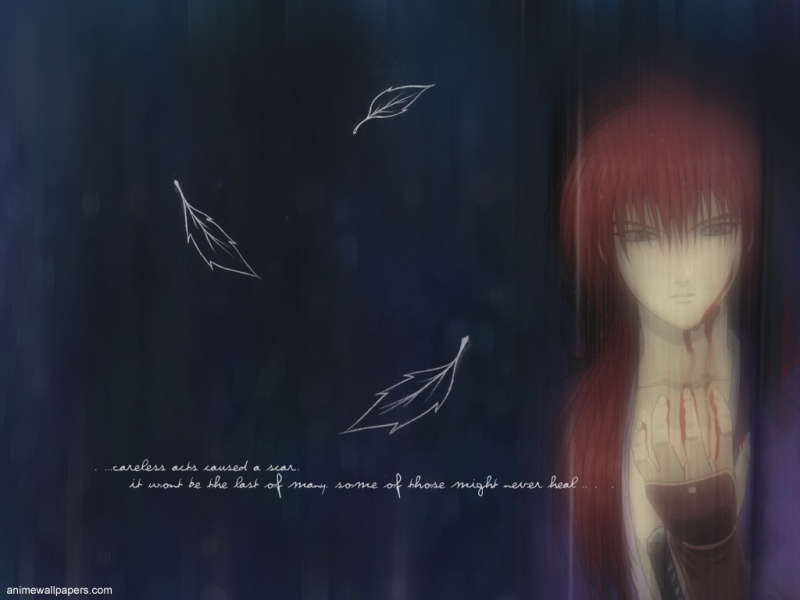 . ...careless acts caused a scar.
it wont be the last of many. some of those might never heal .. . .
animewallpapers.com